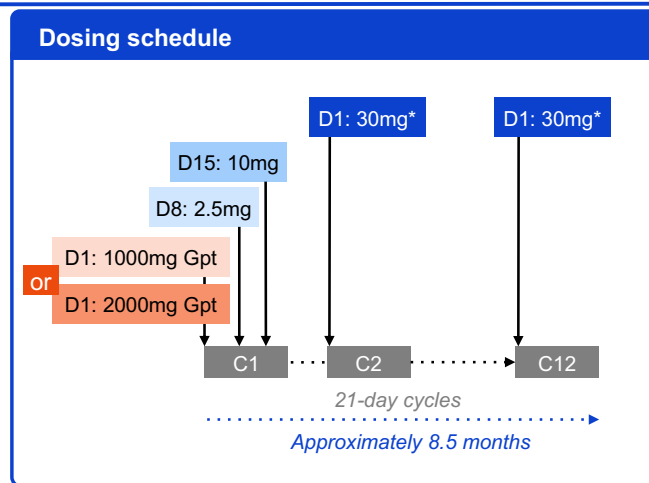 Dosing schedule
D1: 30mg*
D1: 30mg*
D15: 10mg
D8: 2.5mg
D1: 1000mg Gpt
or
D1: 2000mg Gpt
C1
C2
C12
21-day cycles
Approximately 8.5 months